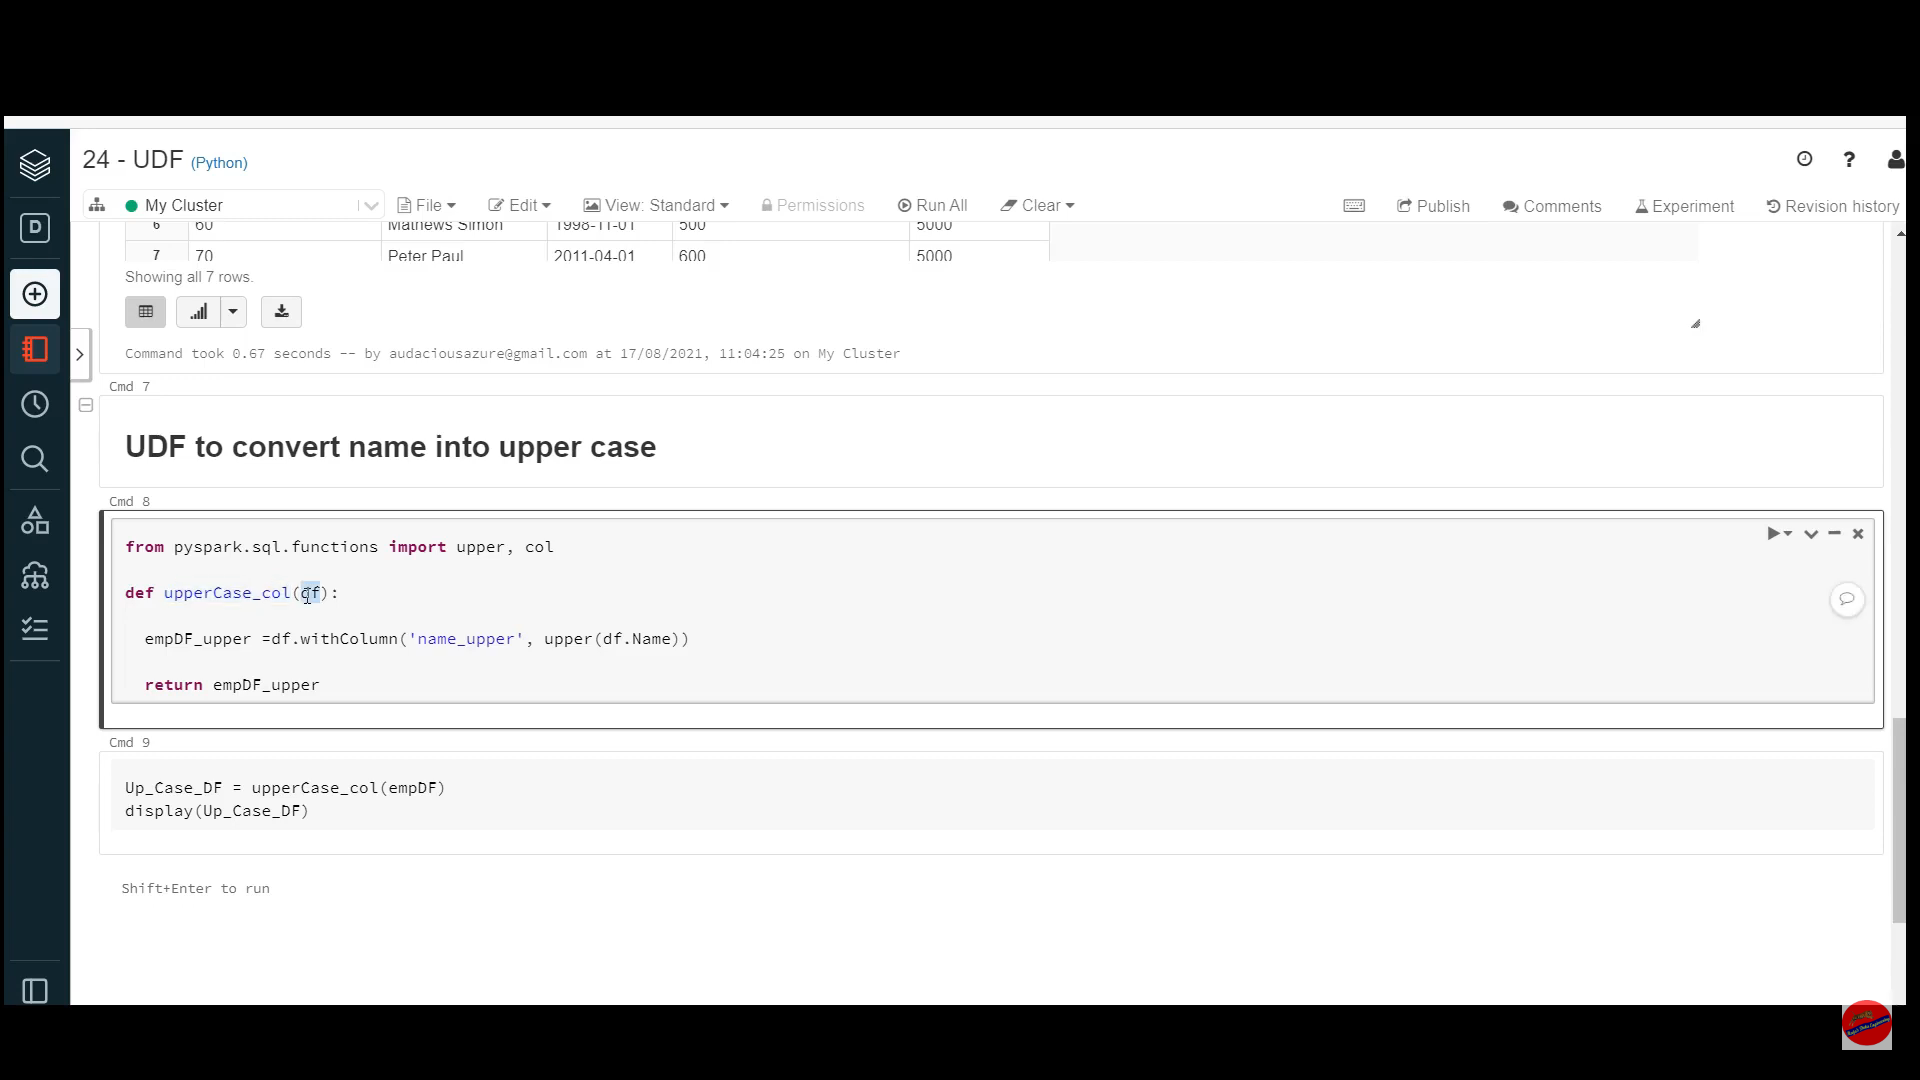 24 - UDF (Python)
My Cluster File Edit View: Standard Permissions Run All Clear Publish Comments Experiment Revision history
6 60 Mathews Simon 1998-11-01 500 5000
7 70 Peter Paul 2011-04-01 600 5000
Showing all 7 rows.
Command took 0.67 seconds -- by audaciousazure@gmail.com at 17/08/2021, 11:04:25 on My Cluster
Cmd 7
UDF to convert name into upper case
Cmd 8
from pyspark.sql.functions import upper, col
def upperCase_col(df):
empDF_upper =df.withColumn('name_upper', upper(df.Name))
return empDF_upper
Cmd 9
Up_Case_DF = upperCase_col(empDF)
display(Up_Case_DF)
Shift+Enter to run